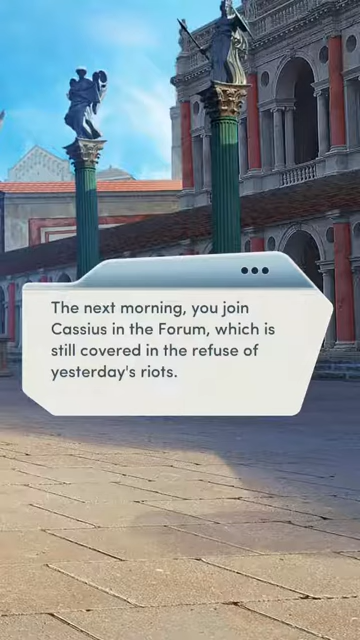 The next morning, you join
Cassius in the Forum, which is
still covered in the refuse of
yesterday's riots.